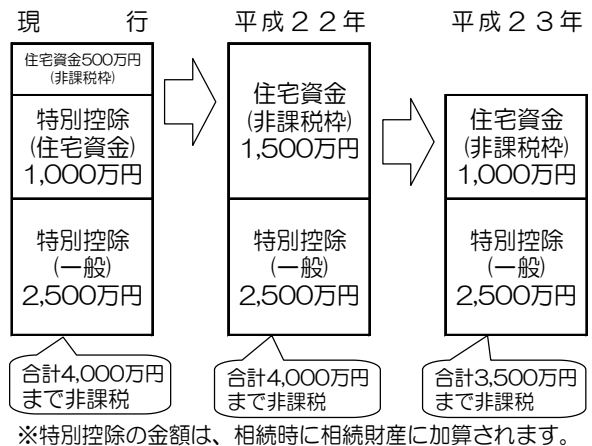 現　　　行
平成２２年
平成２３年
住宅資金500万円
(非課税枠)
特別控除
(住宅資金)
1,000万円
特別控除
(一般)
2,500万円
合計4,000万円
まで非課税
住宅資金
(非課税枠)
1,500万円
特別控除
(一般)
2,500万円
合計4,000万円
まで非課税
住宅資金
(非課税枠)
1,000万円
特別控除
(一般)
2,500万円
合計3,500万円
まで非課税
※特別控除の金額は、相続時に相続財産に加算されます。